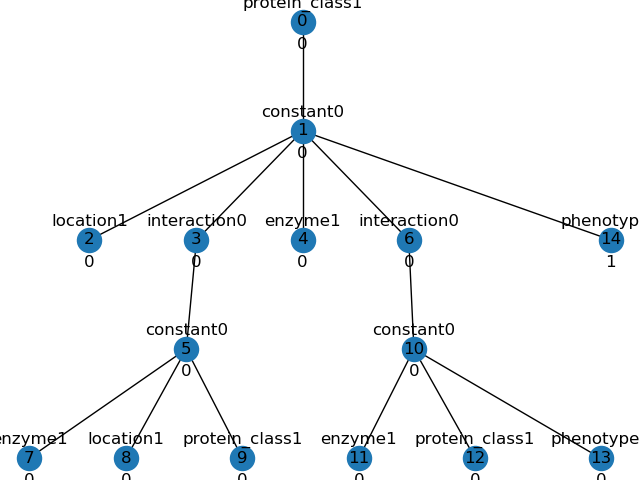 protein_class1
0
0
constant0
1
0
location1 interaction0 enzyme1 interaction0 phenotyp
2 3 4 6 14
0 0 0 0 1
constant0 constant0
5 10
0 0
enzyme1 location1 protein_class1 enzyme1 protein_class1 phenotype
7 8 9 11 12 13
0 0 0 0 0 0